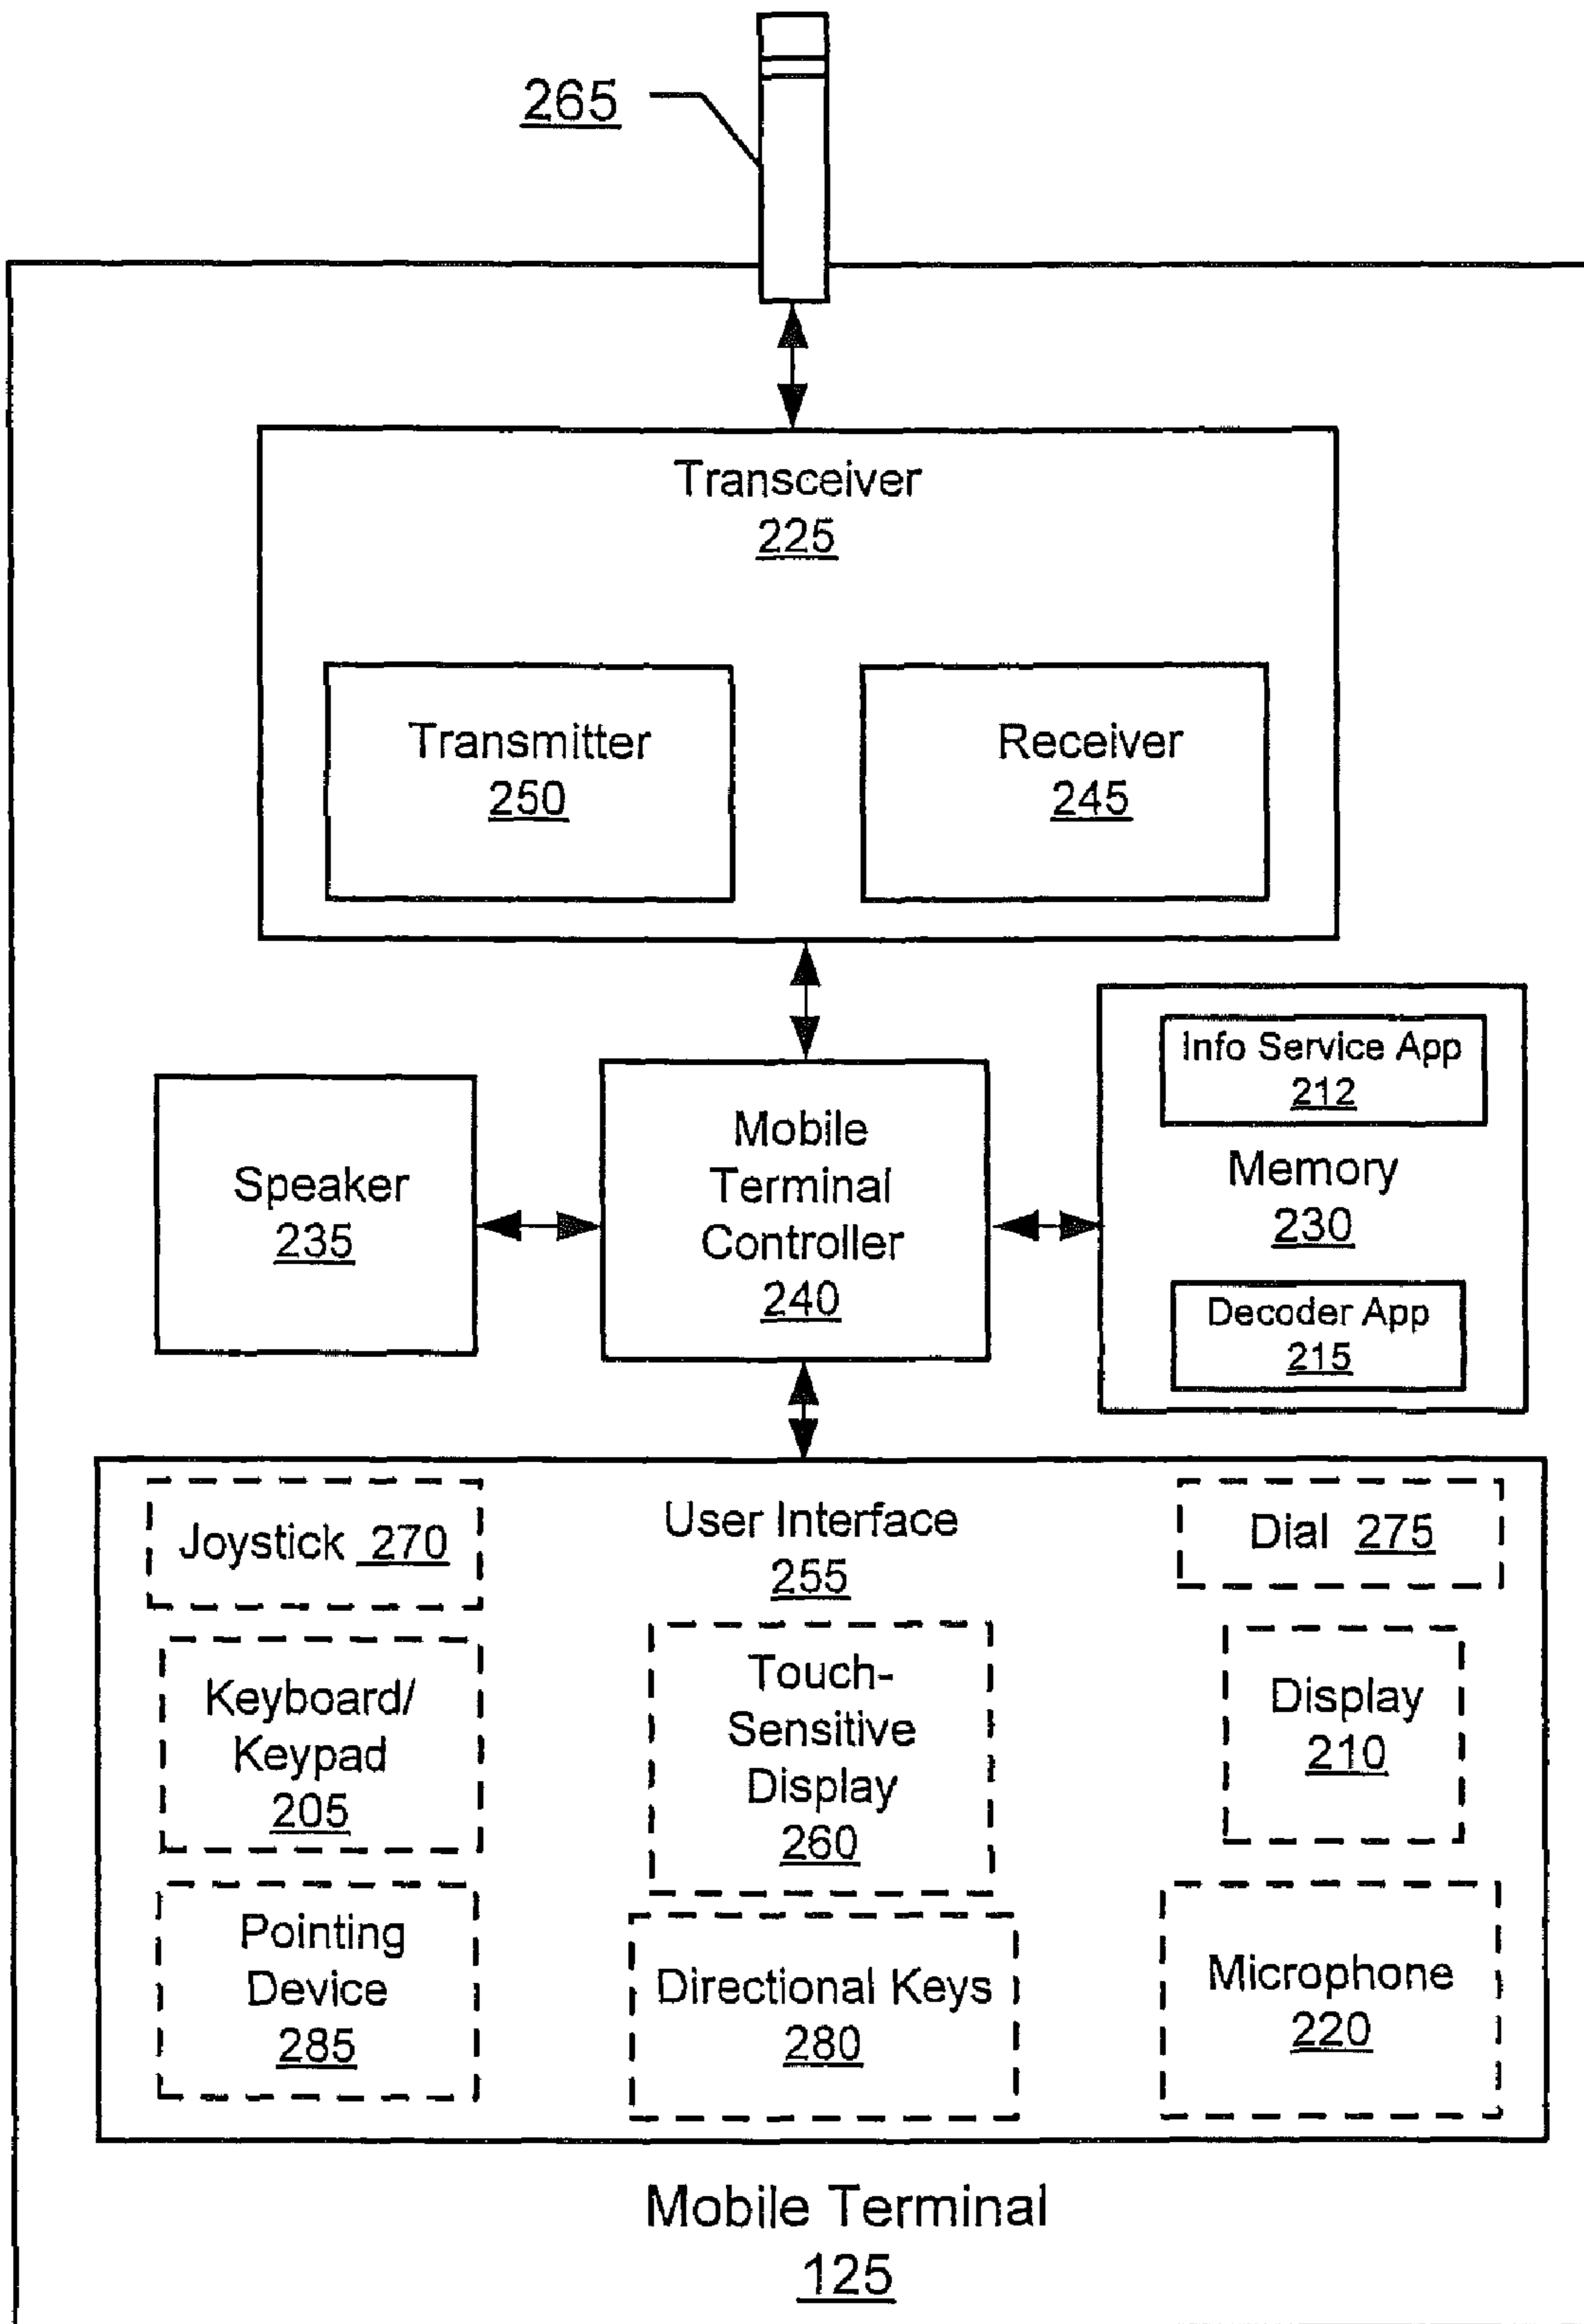 265
Transceiver
225
Transmitter
250
Receiver
245
Info Service App
212
Memory
230
Decoder App
215
Speaker
235
Mobile
Terminal
Controller
240
User Interface
255
Joystick 270
Dial 275
Keyboard/
Keypad
205
Touch-
Sensitive
Display
260
Display
210
Pointing
Device
285
Directional Keys
280
Microphone
220
Mobile Terminal
125